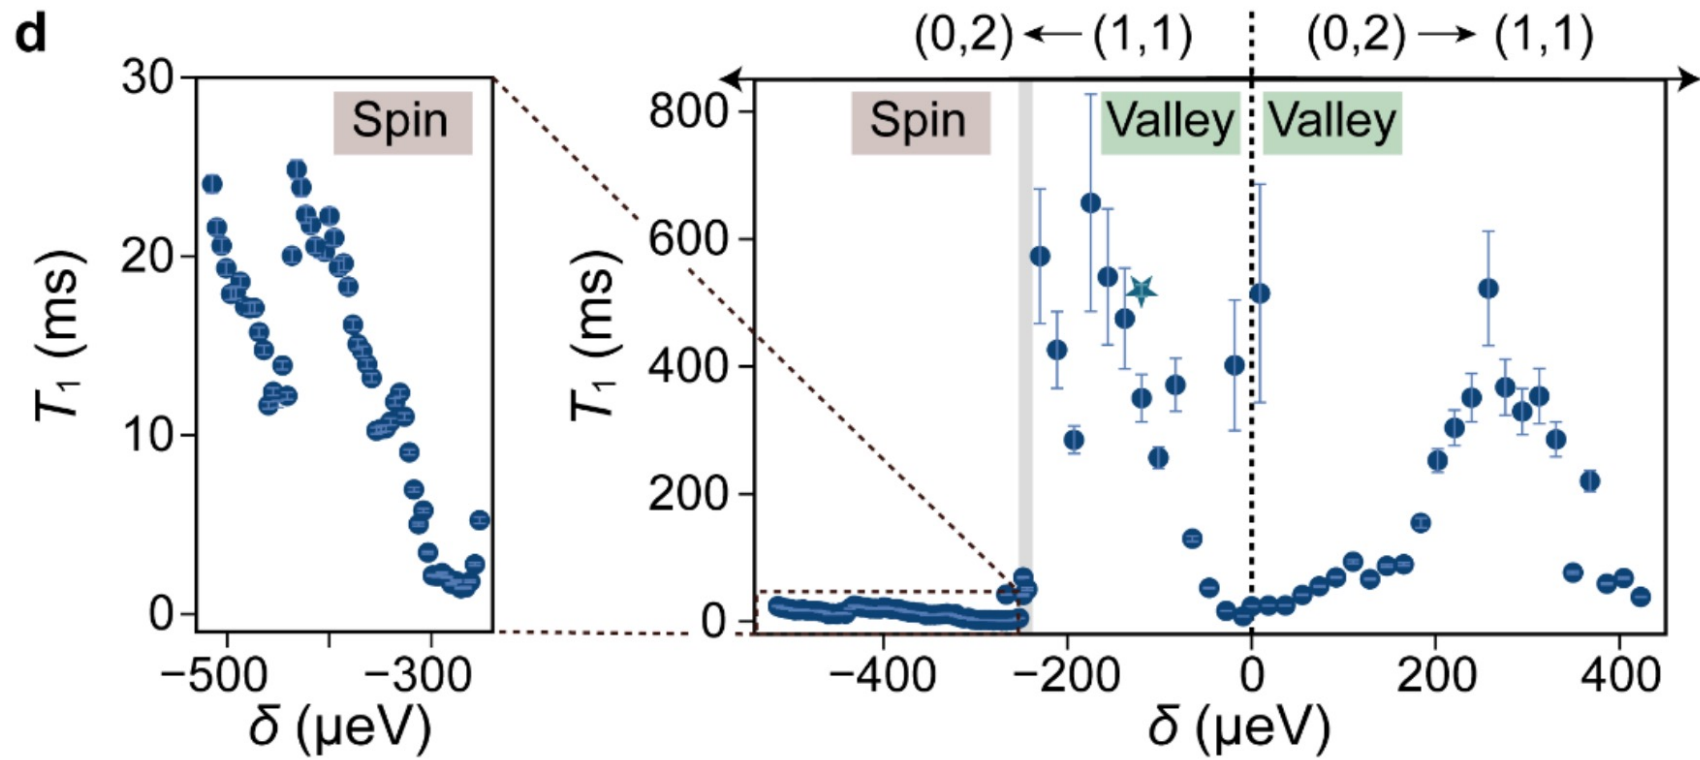 d
(0,2) ← (1,1)
(0,2) → (1,1)
30
20
10
0
T1 (ms)
Spin
−500
−300
δ (μeV)
800
600
400
200
0
T1 (ms)
Spin
Valley
Valley
−400
−200
0
200
400
δ (μeV)